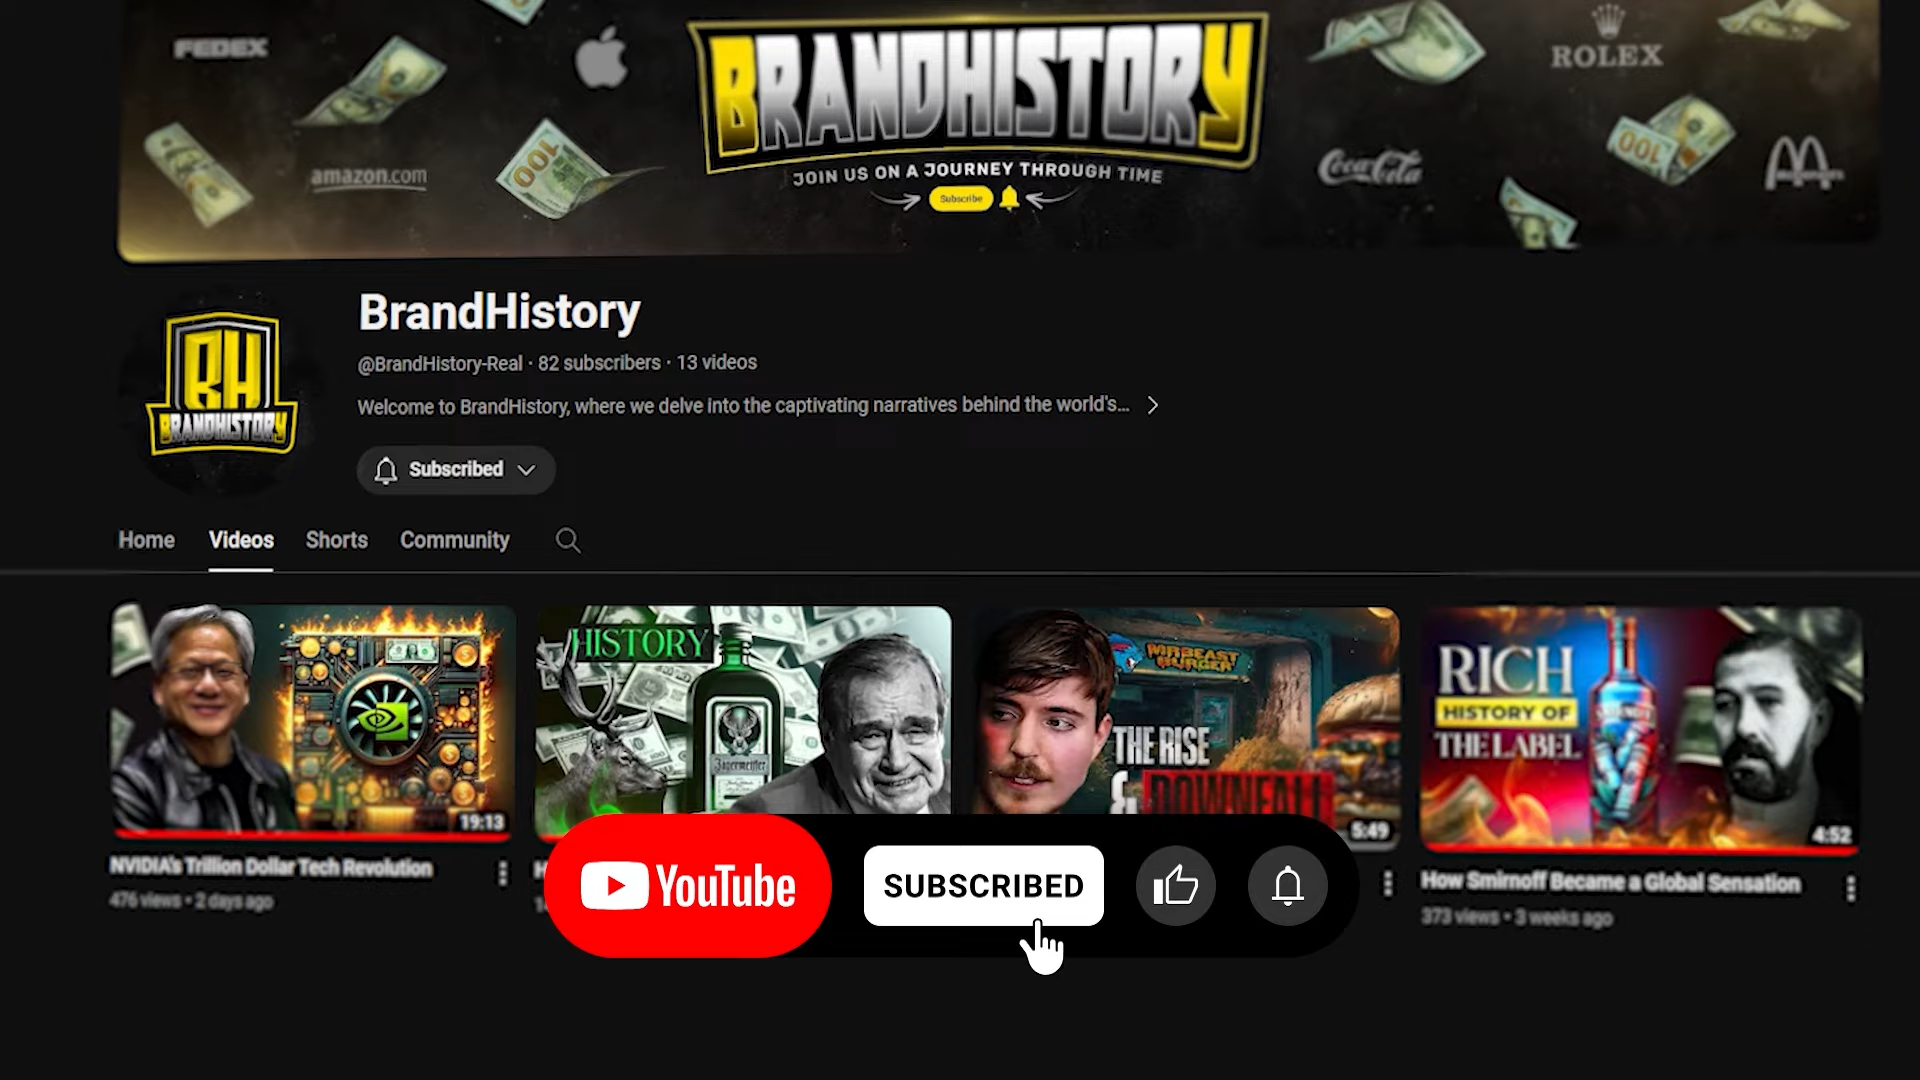 FEDEX
BRANDHISTORY
ROLEX
amazon.com
100
JOIN US ON A JOURNEY THROUGH TIME
Coca-Cola
100
Subscribe
BrandHistory
BH
BRANDHISTORY
@BrandHistory-Real · 82 subscribers · 13 videos
Welcome to BrandHistory, where we delve into the captivating narratives behind the world's...
Subscribed
Home Videos Shorts Community
HISTORY
Jägermeister
MRBEAST
BURGER
THE RISE
& DOWNFALL
RICH
HISTORY OF
THE LABEL
19:13
5:49
4:52
NVIDIA's Trillion Dollar Tech Revolution
476 views • 2 days ago
H
YouTube
SUBSCRIBED
How Smirnoff Became a Global Sensation
373 views • 3 weeks ago